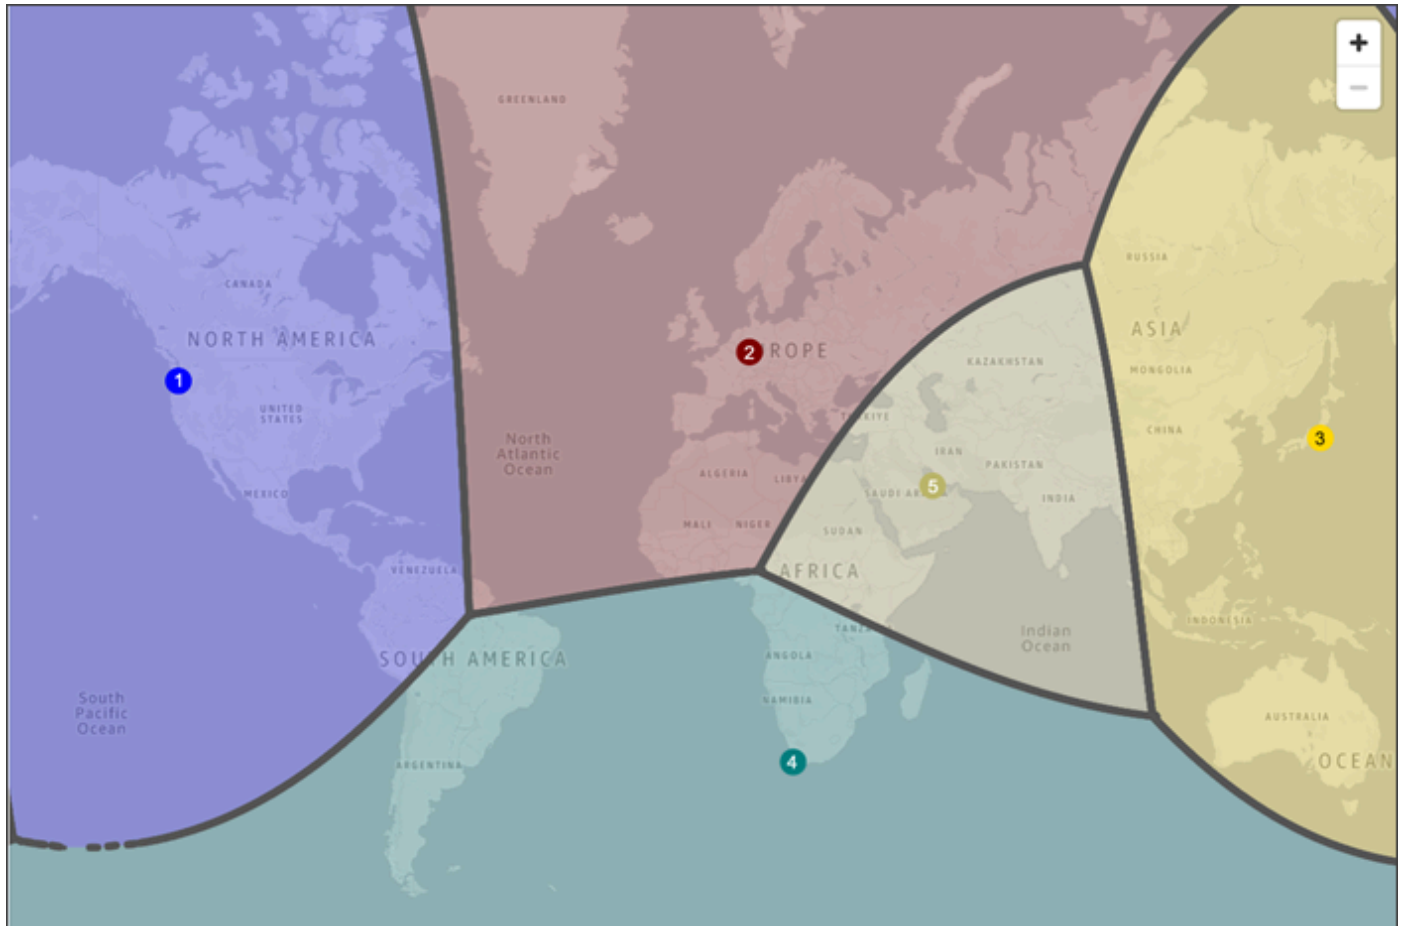 +
GREENLAND
−
RUSSIA
CANADA
NORTH AMERICA
ASIA
2
ROPE
KAZAKHSTAN
MONGOLIA
1
UNITED
STATES
CHINA
3
North
Atlantic
Ocean
IRAN
PAKISTAN
ALGERIA
LIBYA
SAUDI AR
5
INDIA
MEXICO
MALI
NIGER
SUDAN
VENEZUELA
AFRICA
INDONESIA
TANZA
Indian
Ocean
SOUTH AMERICA
ANGOLA
NAMIBIA
South
Pacific
Ocean
AUSTRALIA
ARGENTINA
4
OCEAN